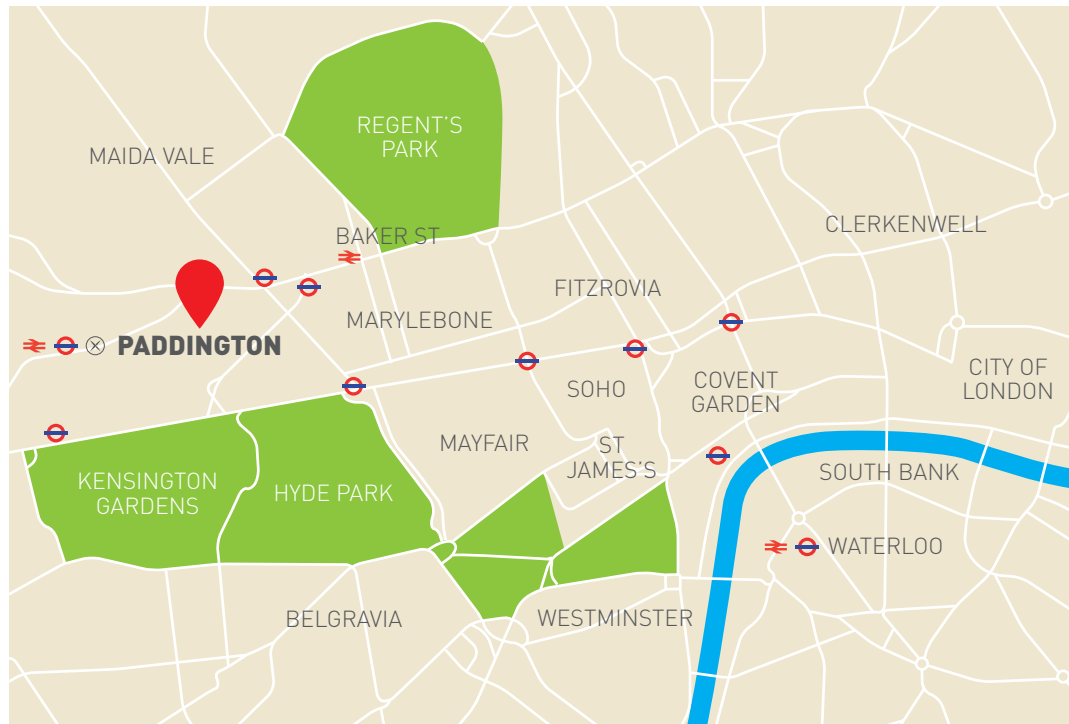 REGENT'S
PARK
MAIDA VALE
CLERKENWELL
BAKER ST
FITZROVIA
MARYLEBONE
PADDINGTON
CITY OF
LONDON
SOHO
COVENT
GARDEN
MAYFAIR
ST
JAMES'S
SOUTH BANK
KENSINGTON
GARDENS
HYDE PARK
WATERLOO
BELGRAVIA
WESTMINSTER